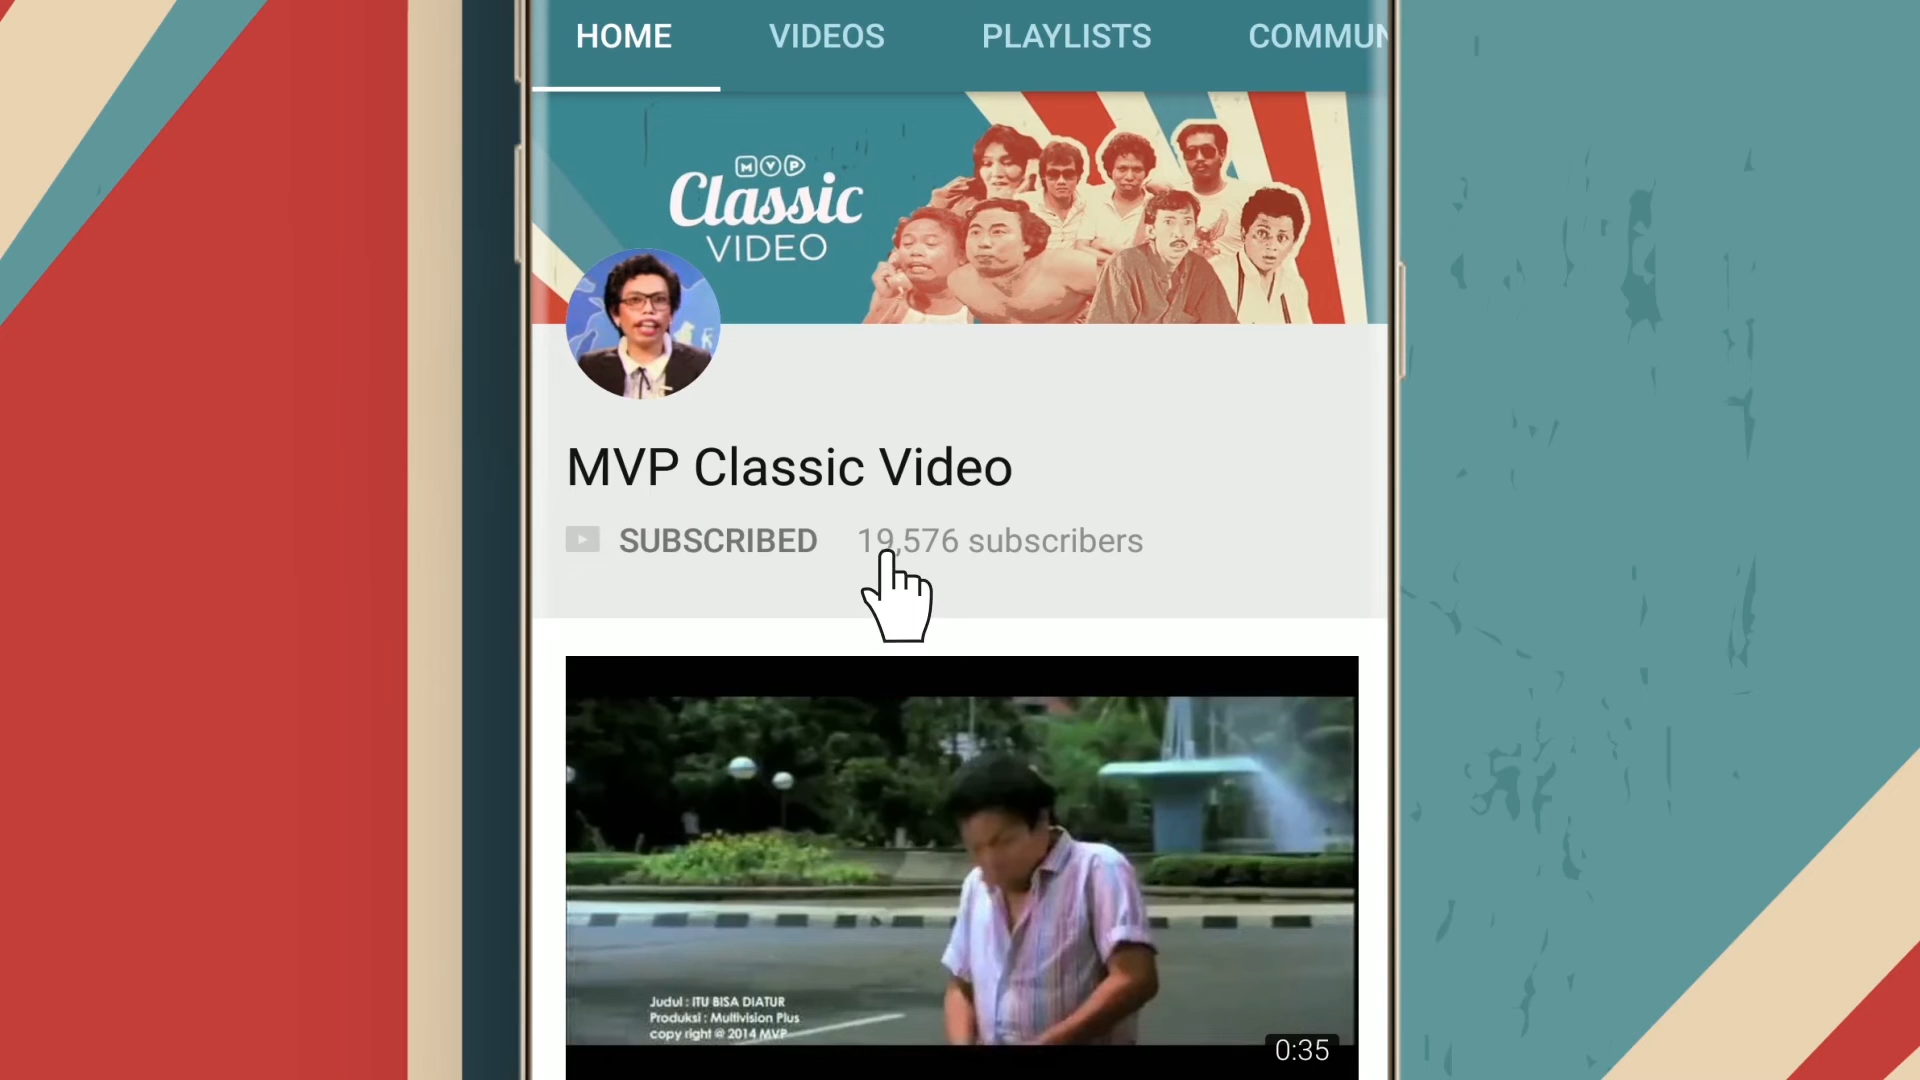 HOME VIDEOS PLAYLISTS COMMUN
MVP
Classic
VIDEO
MVP Classic Video
SUBSCRIBED 19,576 subscribers
Judul : ITU BISA DIATUR
Produksi : Multivision Plus
copy right @ 2014 MVP
0:35